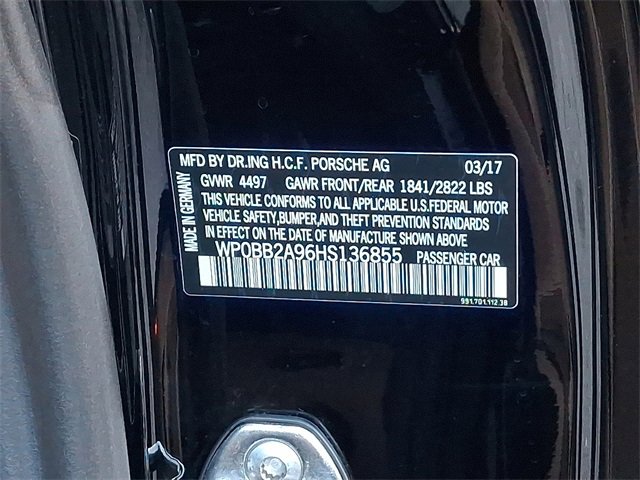 MFD BY DR.ING H.C.F. PORSCHE AG 03/17
GVWR 4497 GAWR FRONT/REAR 1841/2822 LBS
THIS VEHICLE CONFORMS TO ALL APPLICABLE U.S.FEDERAL MOTOR
VEHICLE SAFETY,BUMPER,AND THEFT PREVENTION STANDARDS
IN EFFECT ON THE DATE OF MANUFACTURE SHOWN ABOVE
WP0BB2A96HS136855 PASSENGER CAR
991.701.112.38
MADE IN GERMANY